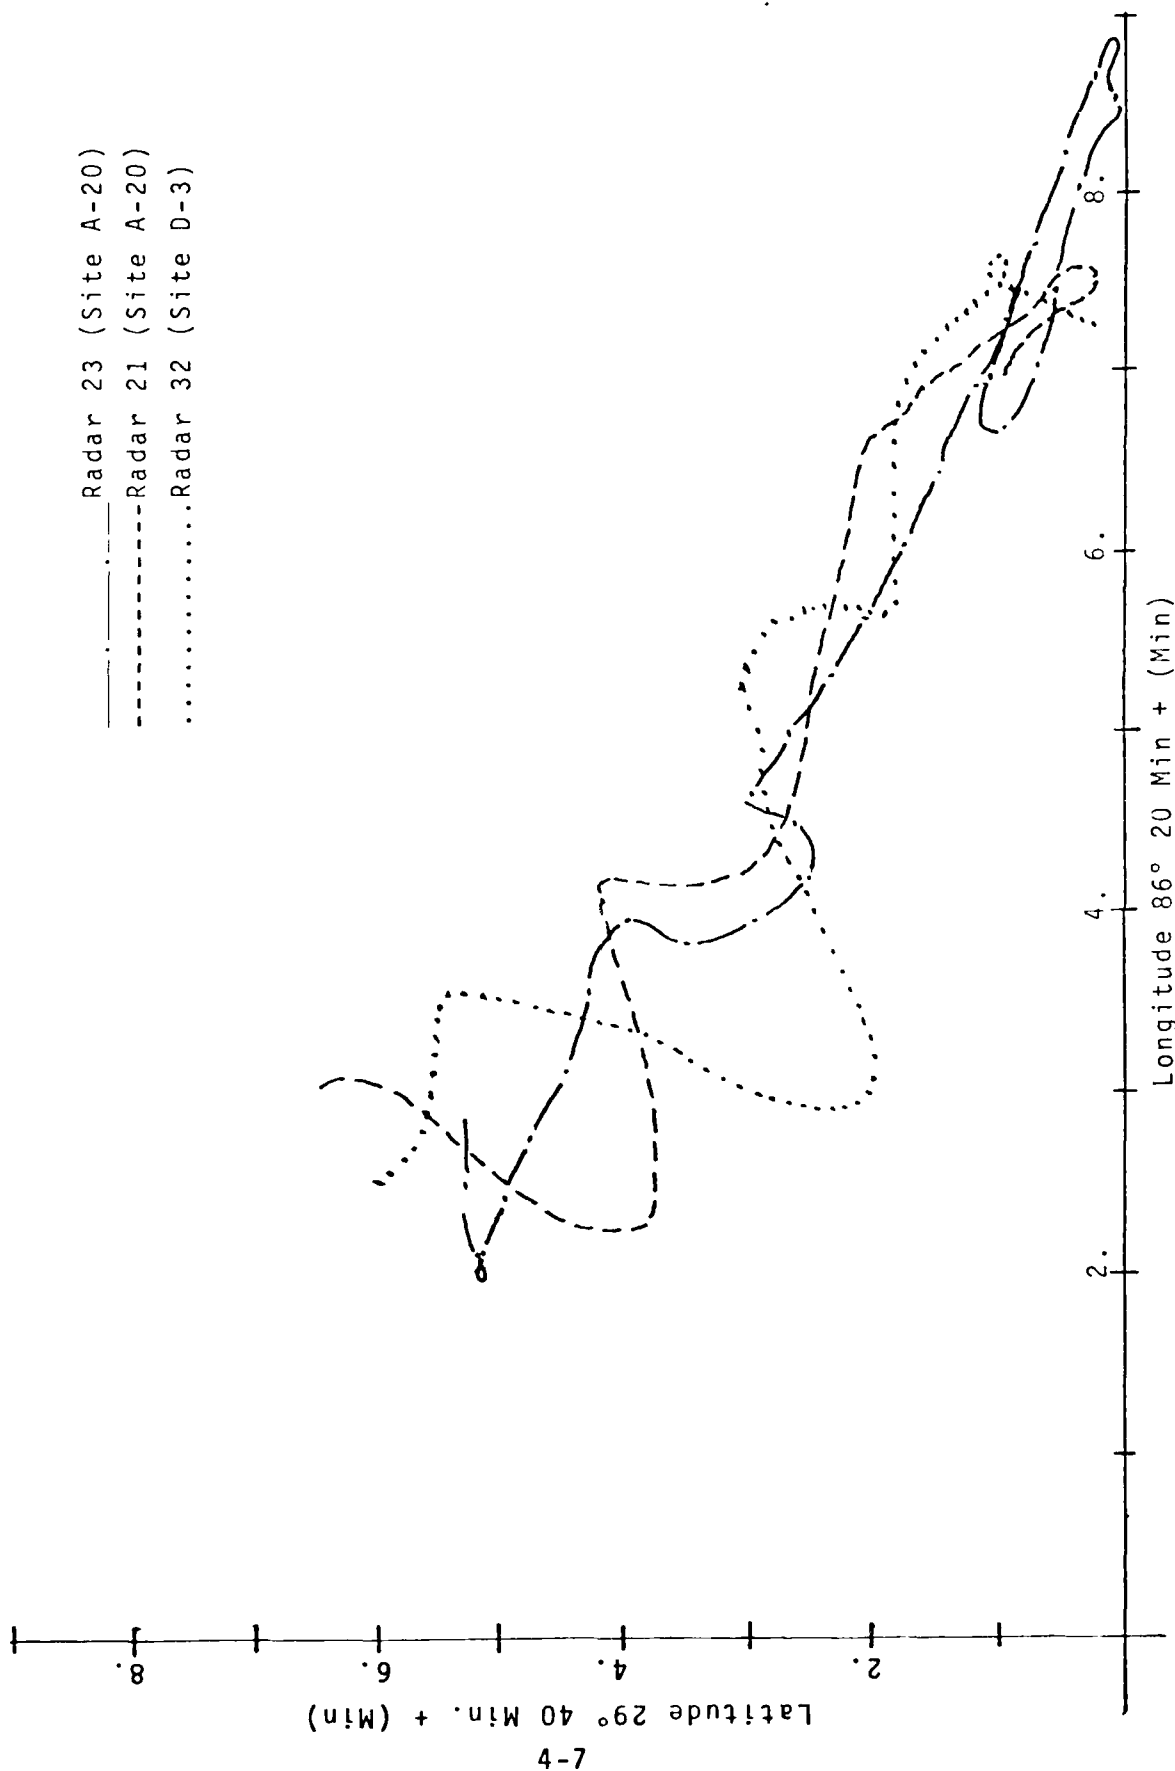 Radar 23 (Site A-20)
Radar 21 (Site A-20)
Radar 32 (Site D-3)
8.
6.
4.
2.
Latitude 29° 40 Min. + (Min)
2.
4.
6.
8.
Longitude 86° 20 Min + (Min)
4-7